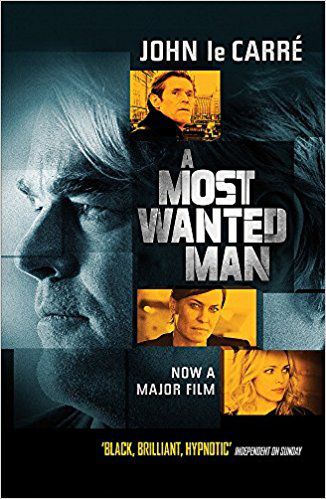 JOHN le CARRÉ
A
MOST
WANTED
MAN
NOW A
MAJOR FILM
'BLACK, BRILLIANT, HYPNOTIC' INDEPENDENT ON SUNDAY